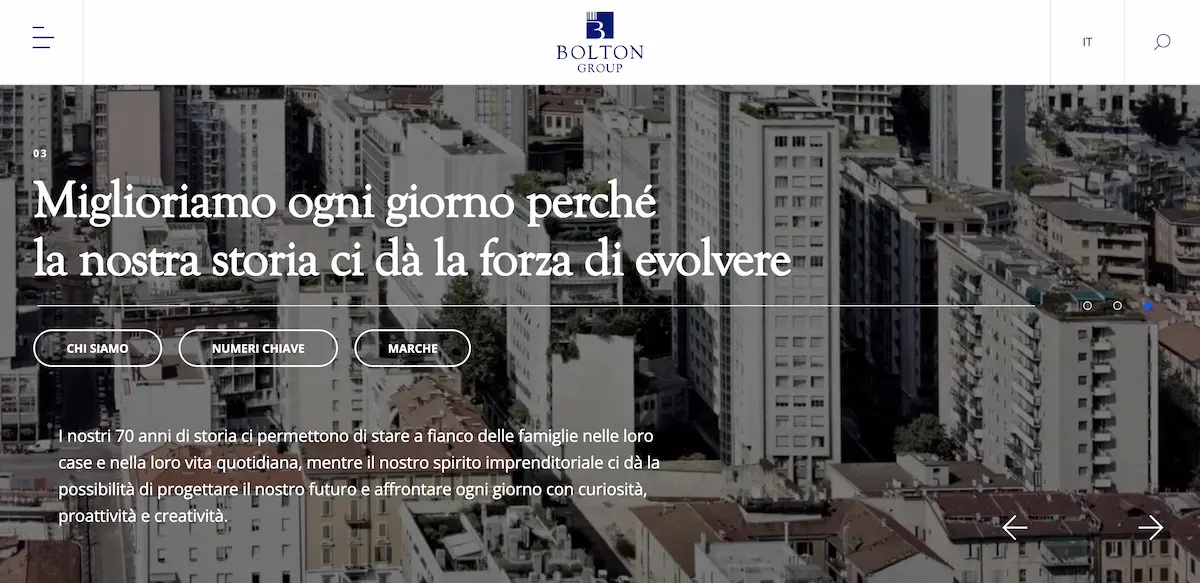 BOLTON
GROUP
IT
03
Miglioriamo ogni giorno perché
la nostra storia ci dà la forza di evolvere
CHI SIAMO
NUMERI CHIAVE
MARCHE
I nostri 70 anni di storia ci permettono di stare a fianco delle famiglie nelle loro
case e nella loro vita quotidiana, mentre il nostro spirito imprenditoriale ci dà la
possibilità di progettare il nostro futuro e affrontare ogni giorno con curiosità,
proattività e creatività.